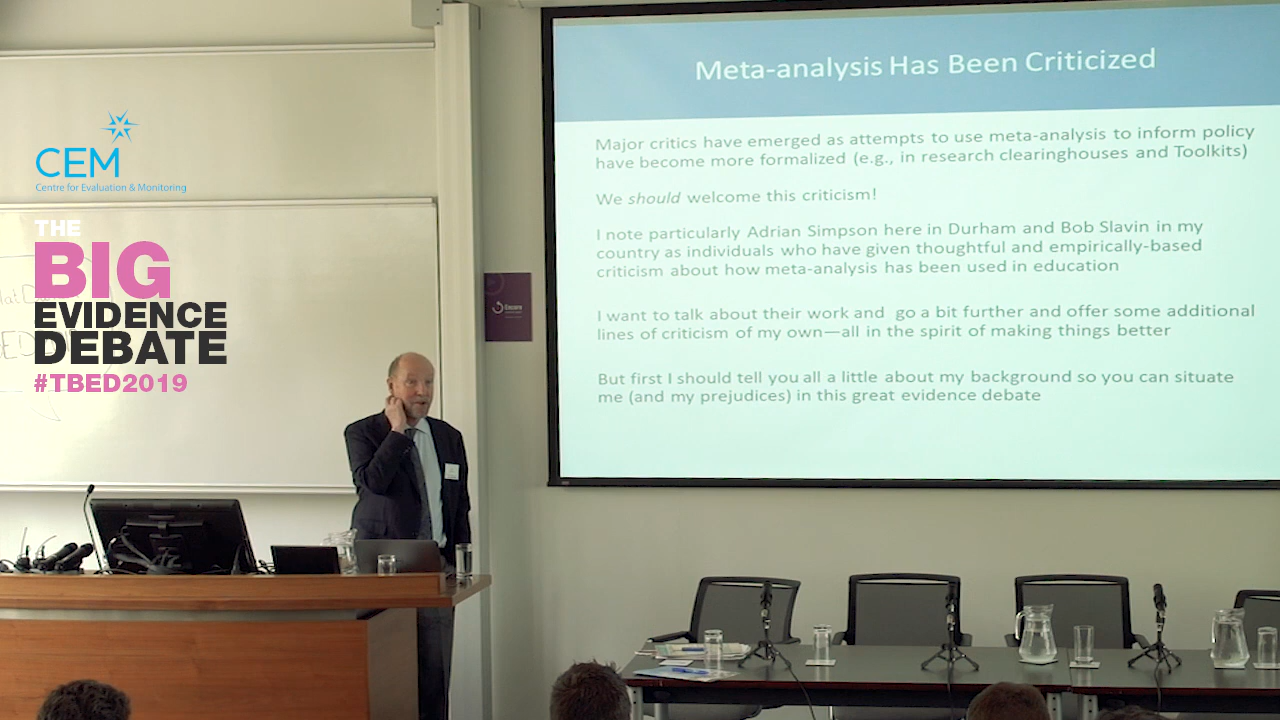 CEM
Centre for Evaluation & Monitoring
THE
BIG
EVIDENCE
DEBATE
#TBED2019
Meta-analysis Has Been Criticized
Major critics have emerged as attempts to use meta-analysis to inform policy
have become more formalized (e.g., in research clearinghouses and Toolkits)
We should welcome this criticism!
I note particularly Adrian Simpson here in Durham and Bob Slavin in my
country as individuals who have given thoughtful and empirically-based
criticism about how meta-analysis has been used in education
I want to talk about their work and go a bit further and offer some additional
lines of criticism of my own—all in the spirit of making things better
But first I should tell you all a little about my background so you can situate
me (and my prejudices) in this great evidence debate